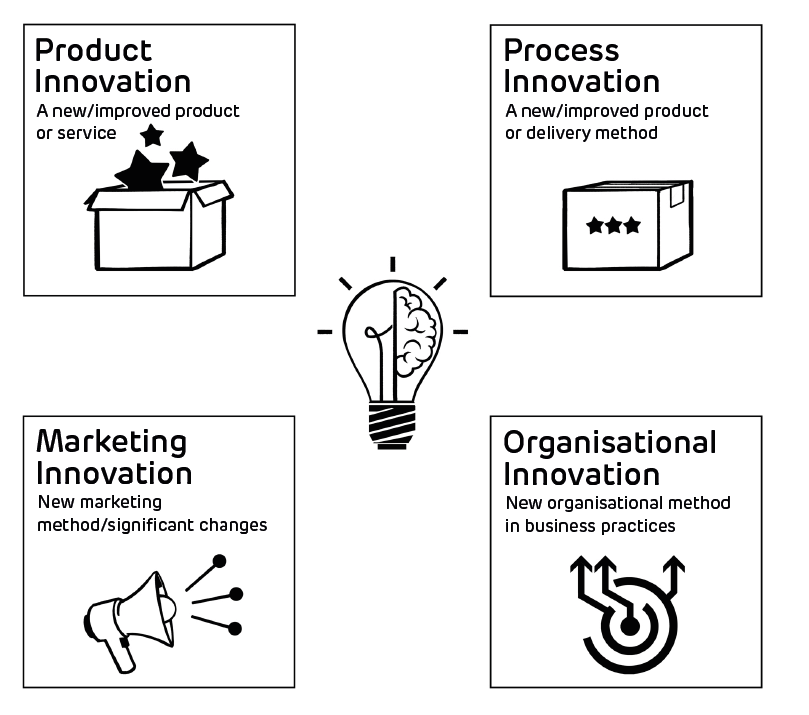 Product
Innovation
A new/improved product
or service
Process
Innovation
A new/improved product
or delivery method
Marketing
Innovation
New marketing
method/significant changes
Organisational
Innovation
New organisational method
in business practices